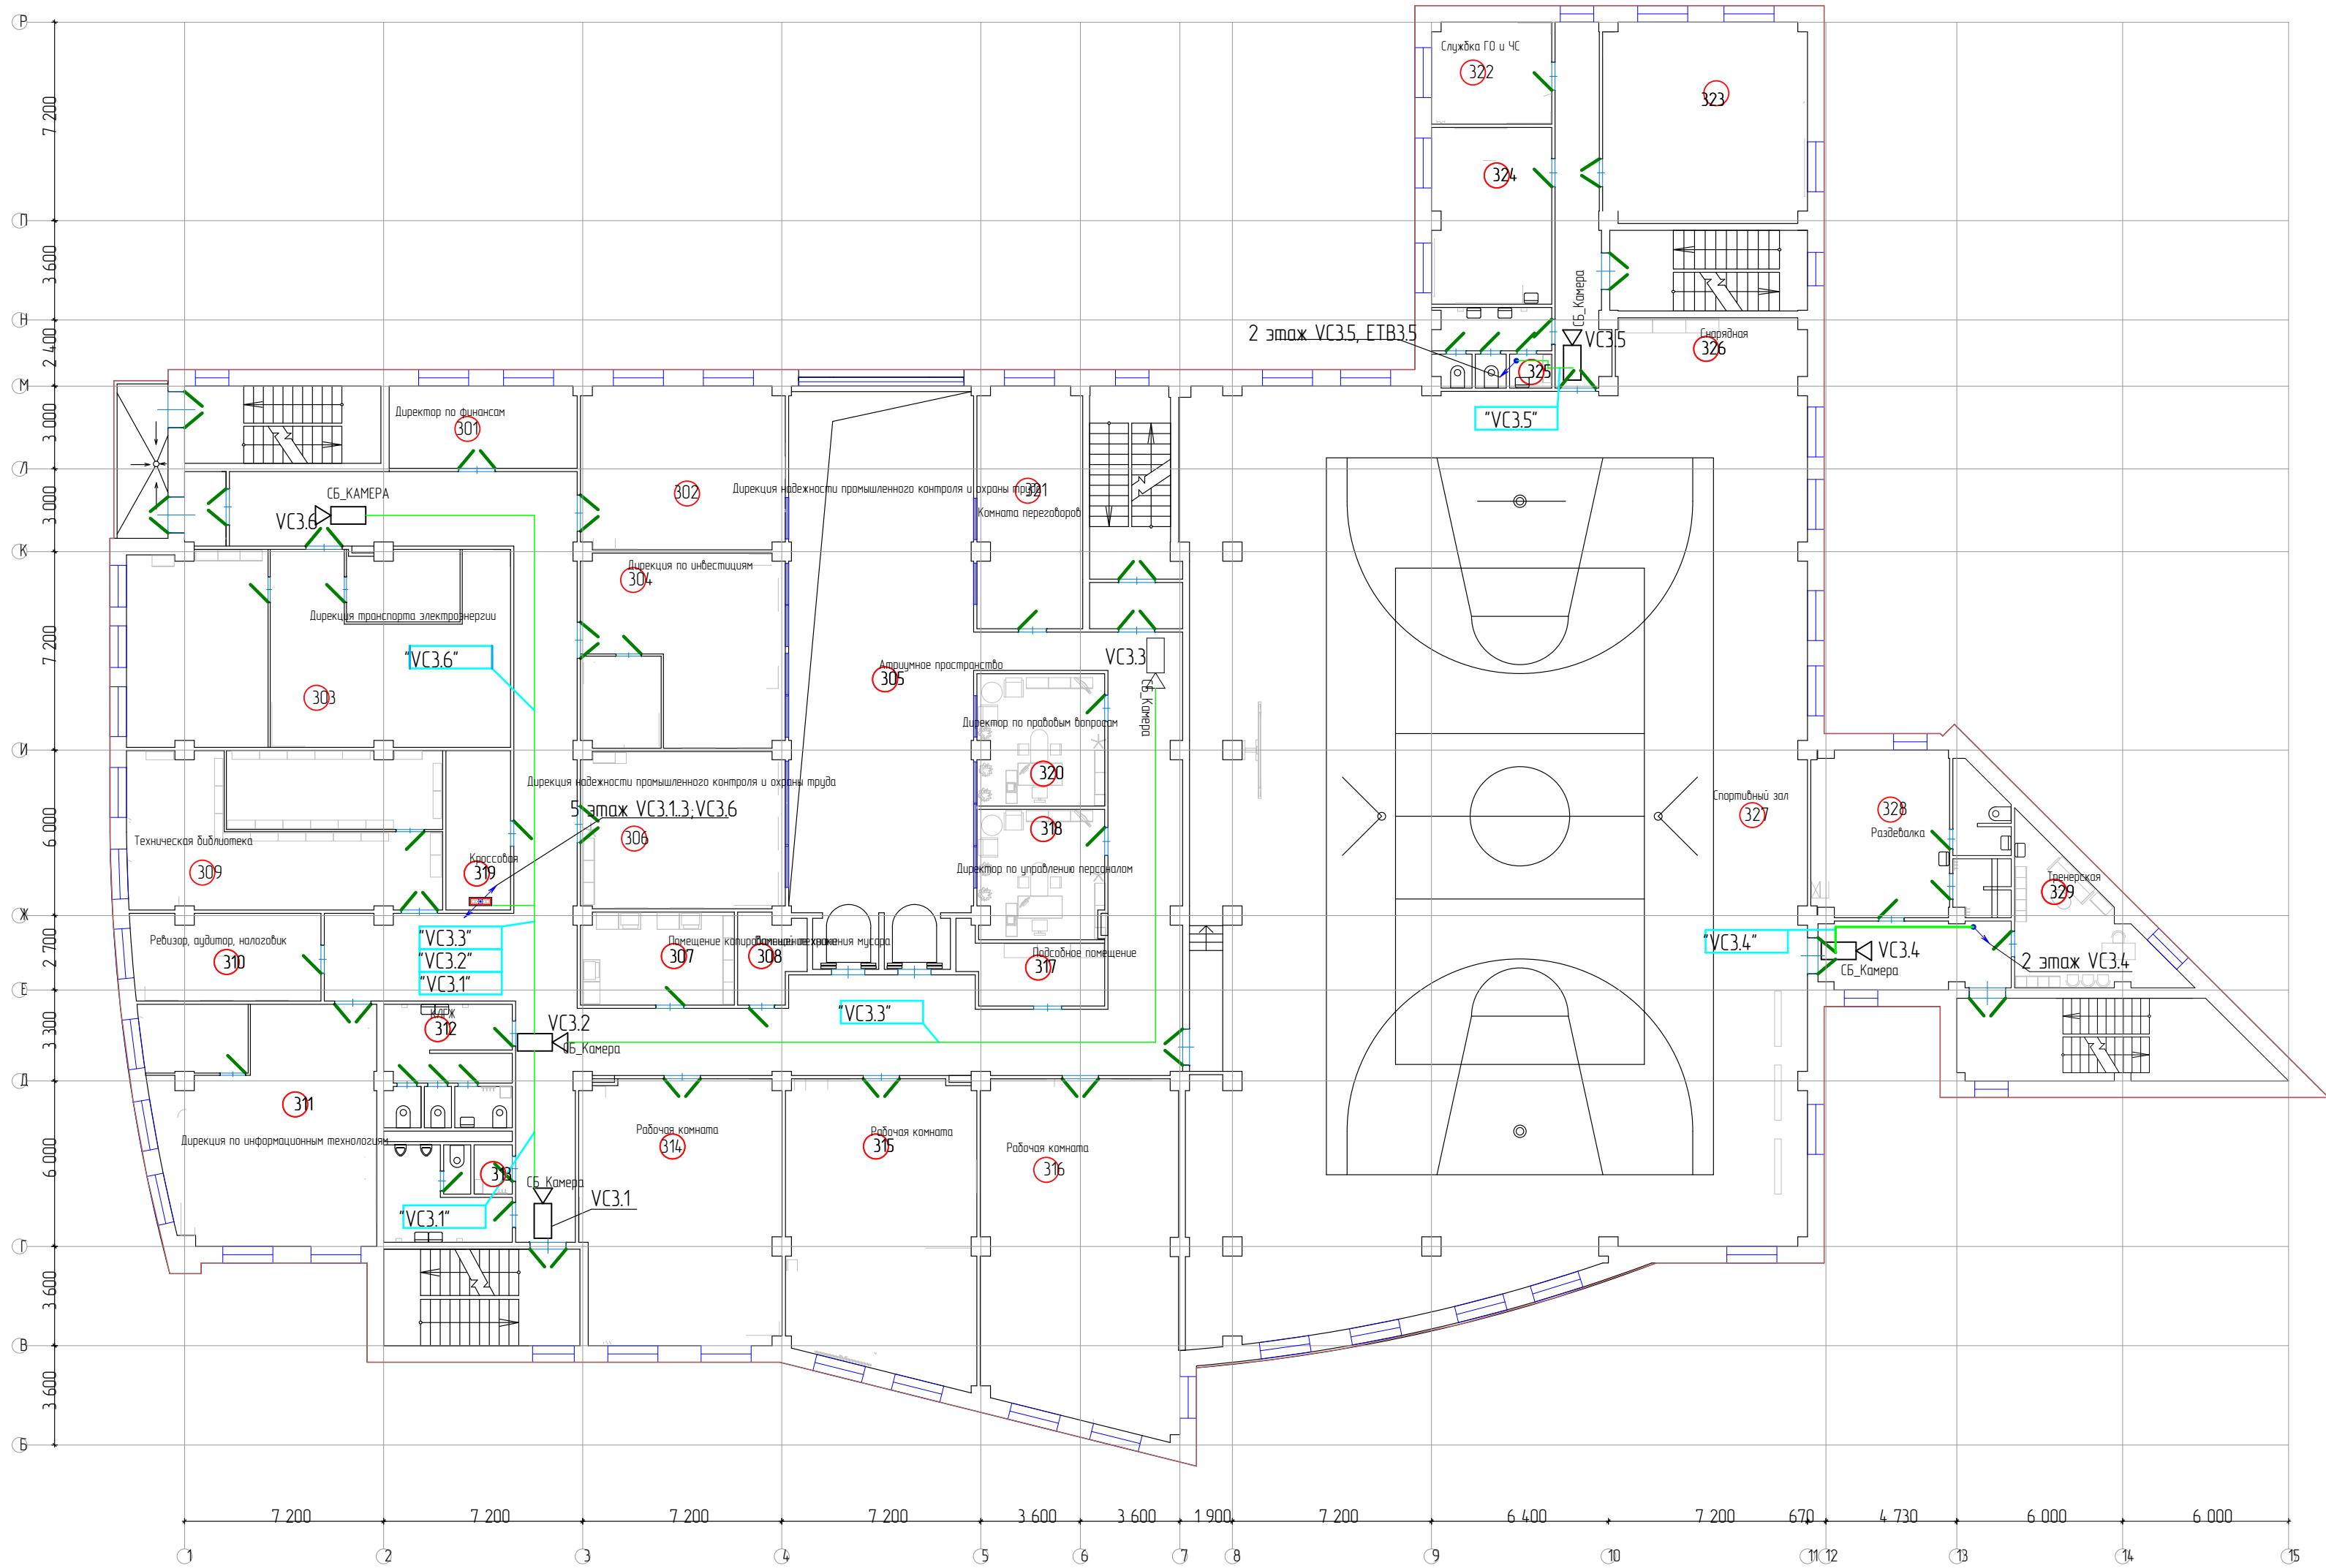 Р
П
Н
М
Л
К
И
Ж
Е
Д
Г
В
Б
7 200
3 600
2 400
3 000
3 000
7 200
6 000
2 700
3 300
6 000
3 600
3 600
Служба ГО и ЧС
322
323
324
СБ_Камера
VC3.5
2 этаж VC3.5, ETB3.5
325
"VC3.5"
Снарядная
326
Директор по финансам
301
СБ_КАМЕРА
VC3.6
302
Дирекция надежности промышленного контроля и охраны труда
321
Комната переговоров
Дирекция по инвестициям
304
Дирекция транспорта электроэнергии
"VC3.6"
303
Атриумное пространство
305
VC3.3
СБ_Камера
Директор по правовым вопросам
320
Дирекция надежности промышленного контроля и охраны труда
5 этаж VC3.1..3;VC3.6
306
318
Директор по управлению персоналом
Спортивный зал
327
328
Раздевалка
Тренерская
329
Техническая библиотека
309
Кроссовая
319
"VC3.3"
"VC3.2"
"VC3.1"
Ревизор, аудитор, налоговик
310
307
308
Подсобное помещение
317
"VC3.4"
VC3.4
СБ_Камера
2 этаж VC3.4
312
VC3.2
СБ_Камера
"VC3.3"
311
Дирекция по информационным технологиям
313
"VC3.1"
СБ_Камера
VC3.1
Рабочая комната
314
Рабочая комната
315
Рабочая комната
316
7 200
7 200
7 200
7 200
3 600
3 600
1 900
7 200
6 400
7 200
670
4 730
6 000
6 000
1
2
3
4
5
6
7
8
9
10
11
12
13
14
15